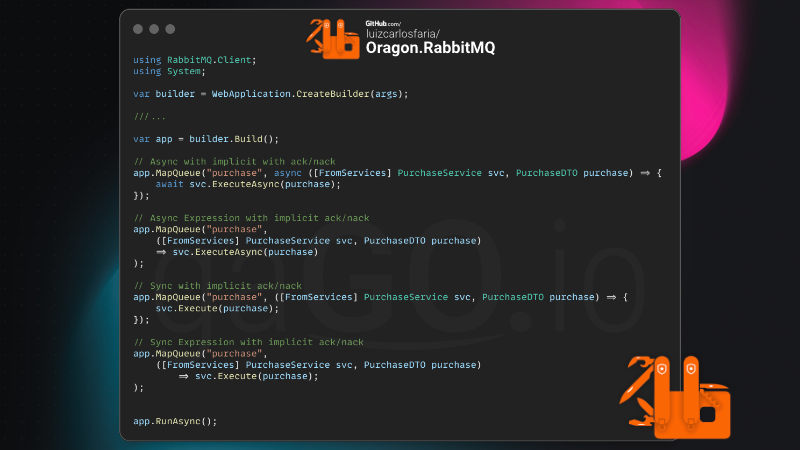 GitHub.com/
luizcarlosfaria/
Oragon.RabbitMQ
using RabbitMQ.Client;
using System;
var builder = WebApplication.CreateBuilder(args);
///...
var app = builder.Build();
// Async with implicit with ack/nack
app.MapQueue("purchase", async ([FromServices] PurchaseService svc, PurchaseDTO purchase) => {
    await svc.ExecuteAsync(purchase);
});
// Async Expression with implicit ack/nack
app.MapQueue("purchase",
    ([FromServices] PurchaseService svc, PurchaseDTO purchase)
    => svc.ExecuteAsync(purchase)
);
// Sync with implicit ack/nack
app.MapQueue("purchase", ([FromServices] PurchaseService svc, PurchaseDTO purchase) => {
    svc.Execute(purchase);
});
// Sync Expression with implicit ack/nack
app.MapQueue("purchase",
    ([FromServices] PurchaseService svc, PurchaseDTO purchase)
        => svc.Execute(purchase);
);
app.RunAsync();
gaGO.io